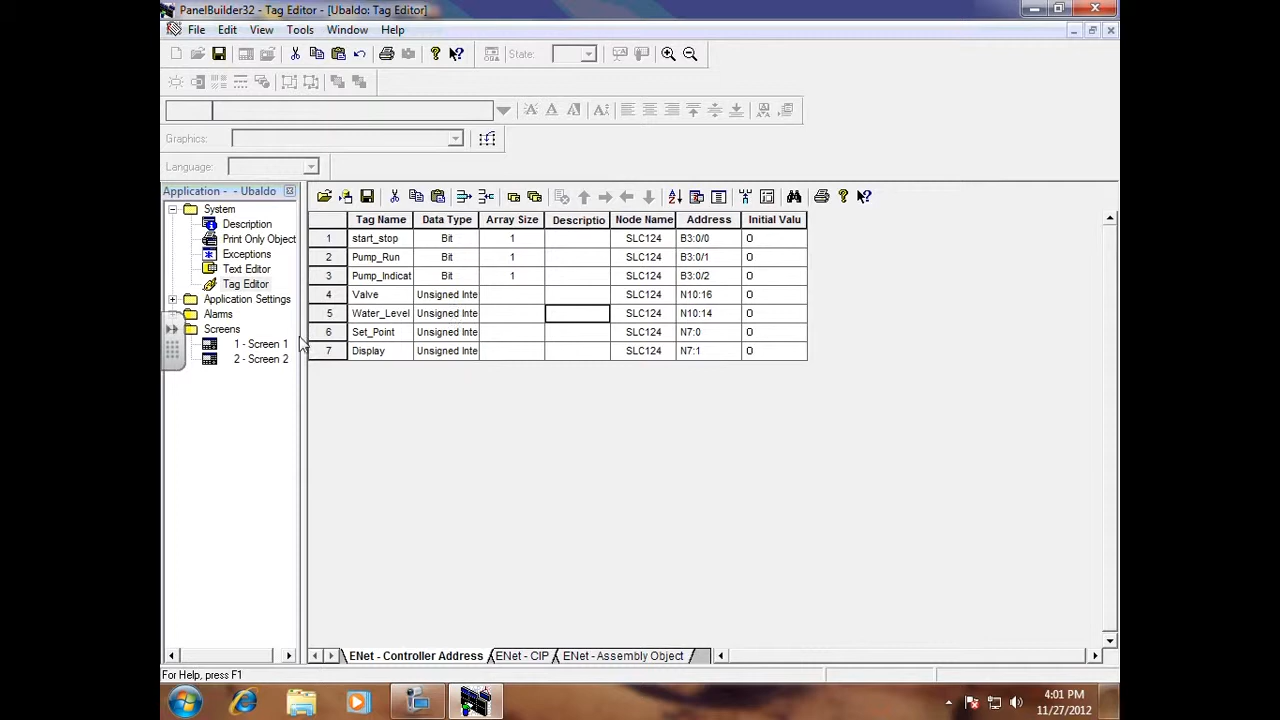 PanelBuilder32 - Tag Editor - [Ubaldo: Tag Editor]
File Edit View Tools Window Help
State:
Graphics:
Language:
Application - - Ubaldo
System
Description
Print Only Object
Exceptions
Text Editor
Tag Editor
Application Settings
Alarms
Screens
1 - Screen 1
2 - Screen 2
Tag Name Data Type Array Size Descriptio Node Name Address Initial Valu
1 start_stop Bit 1 SLC124 B3:0/0 0
2 Pump_Run Bit 1 SLC124 B3:0/1 0
3 Pump_Indicat Bit 1 SLC124 B3:0/2 0
4 Valve Unsigned Inte SLC124 N10:16 0
5 Water_Level Unsigned Inte SLC124 N10:14 0
6 Set_Point Unsigned Inte SLC124 N7:0 0
7 Display Unsigned Inte SLC124 N7:1 0
ENet - Controller Address ENet - CIP ENet - Assembly Object
For Help, press F1
4:01 PM
11/27/2012